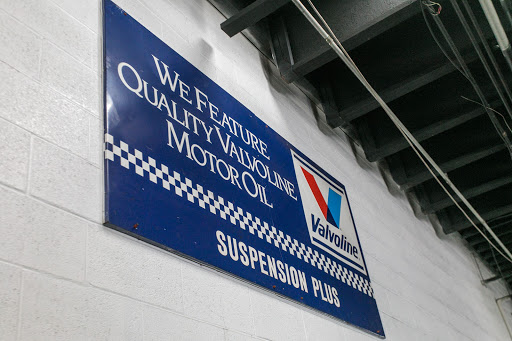 WE FEATURE
QUALITY VALVOLINE
MOTOR OIL
Valvoline
SUSPENSION PLUS